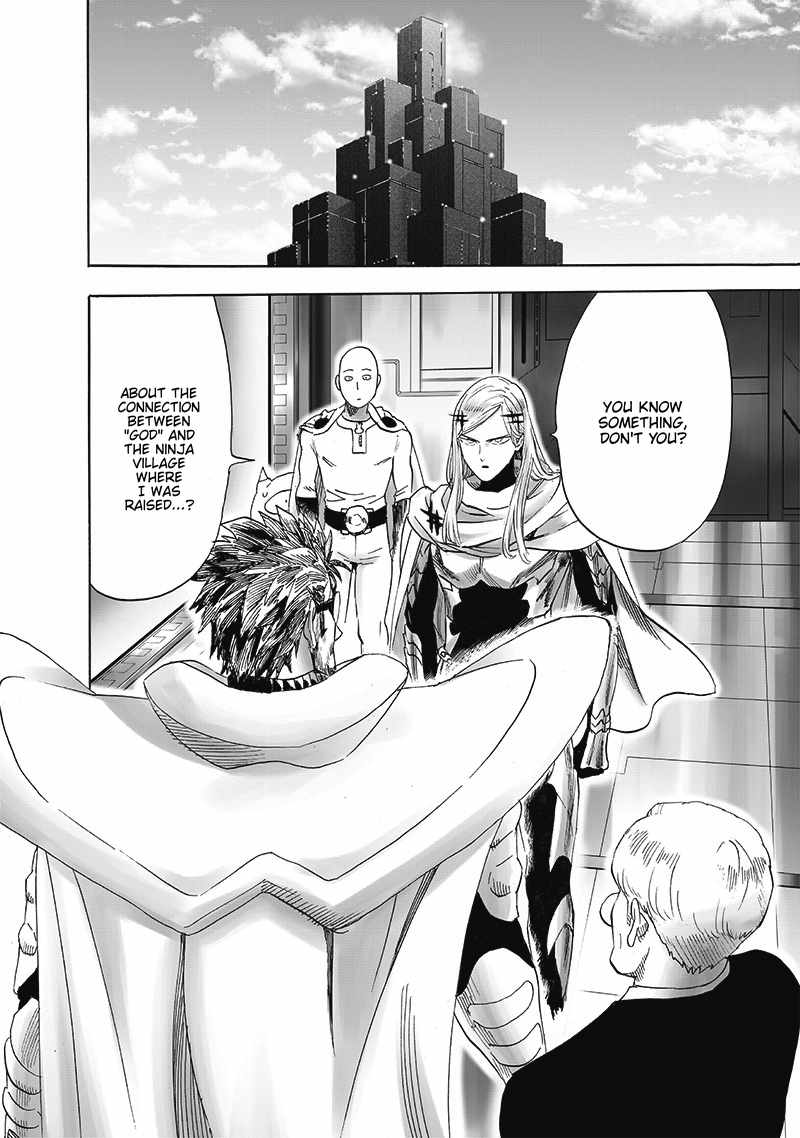 YOU KNOW
SOMETHING,
DON'T YOU?
ABOUT THE
CONNECTION
BETWEEN
"GOD" AND
THE NINJA
VILLAGE
WHERE
I WAS
RAISED...?